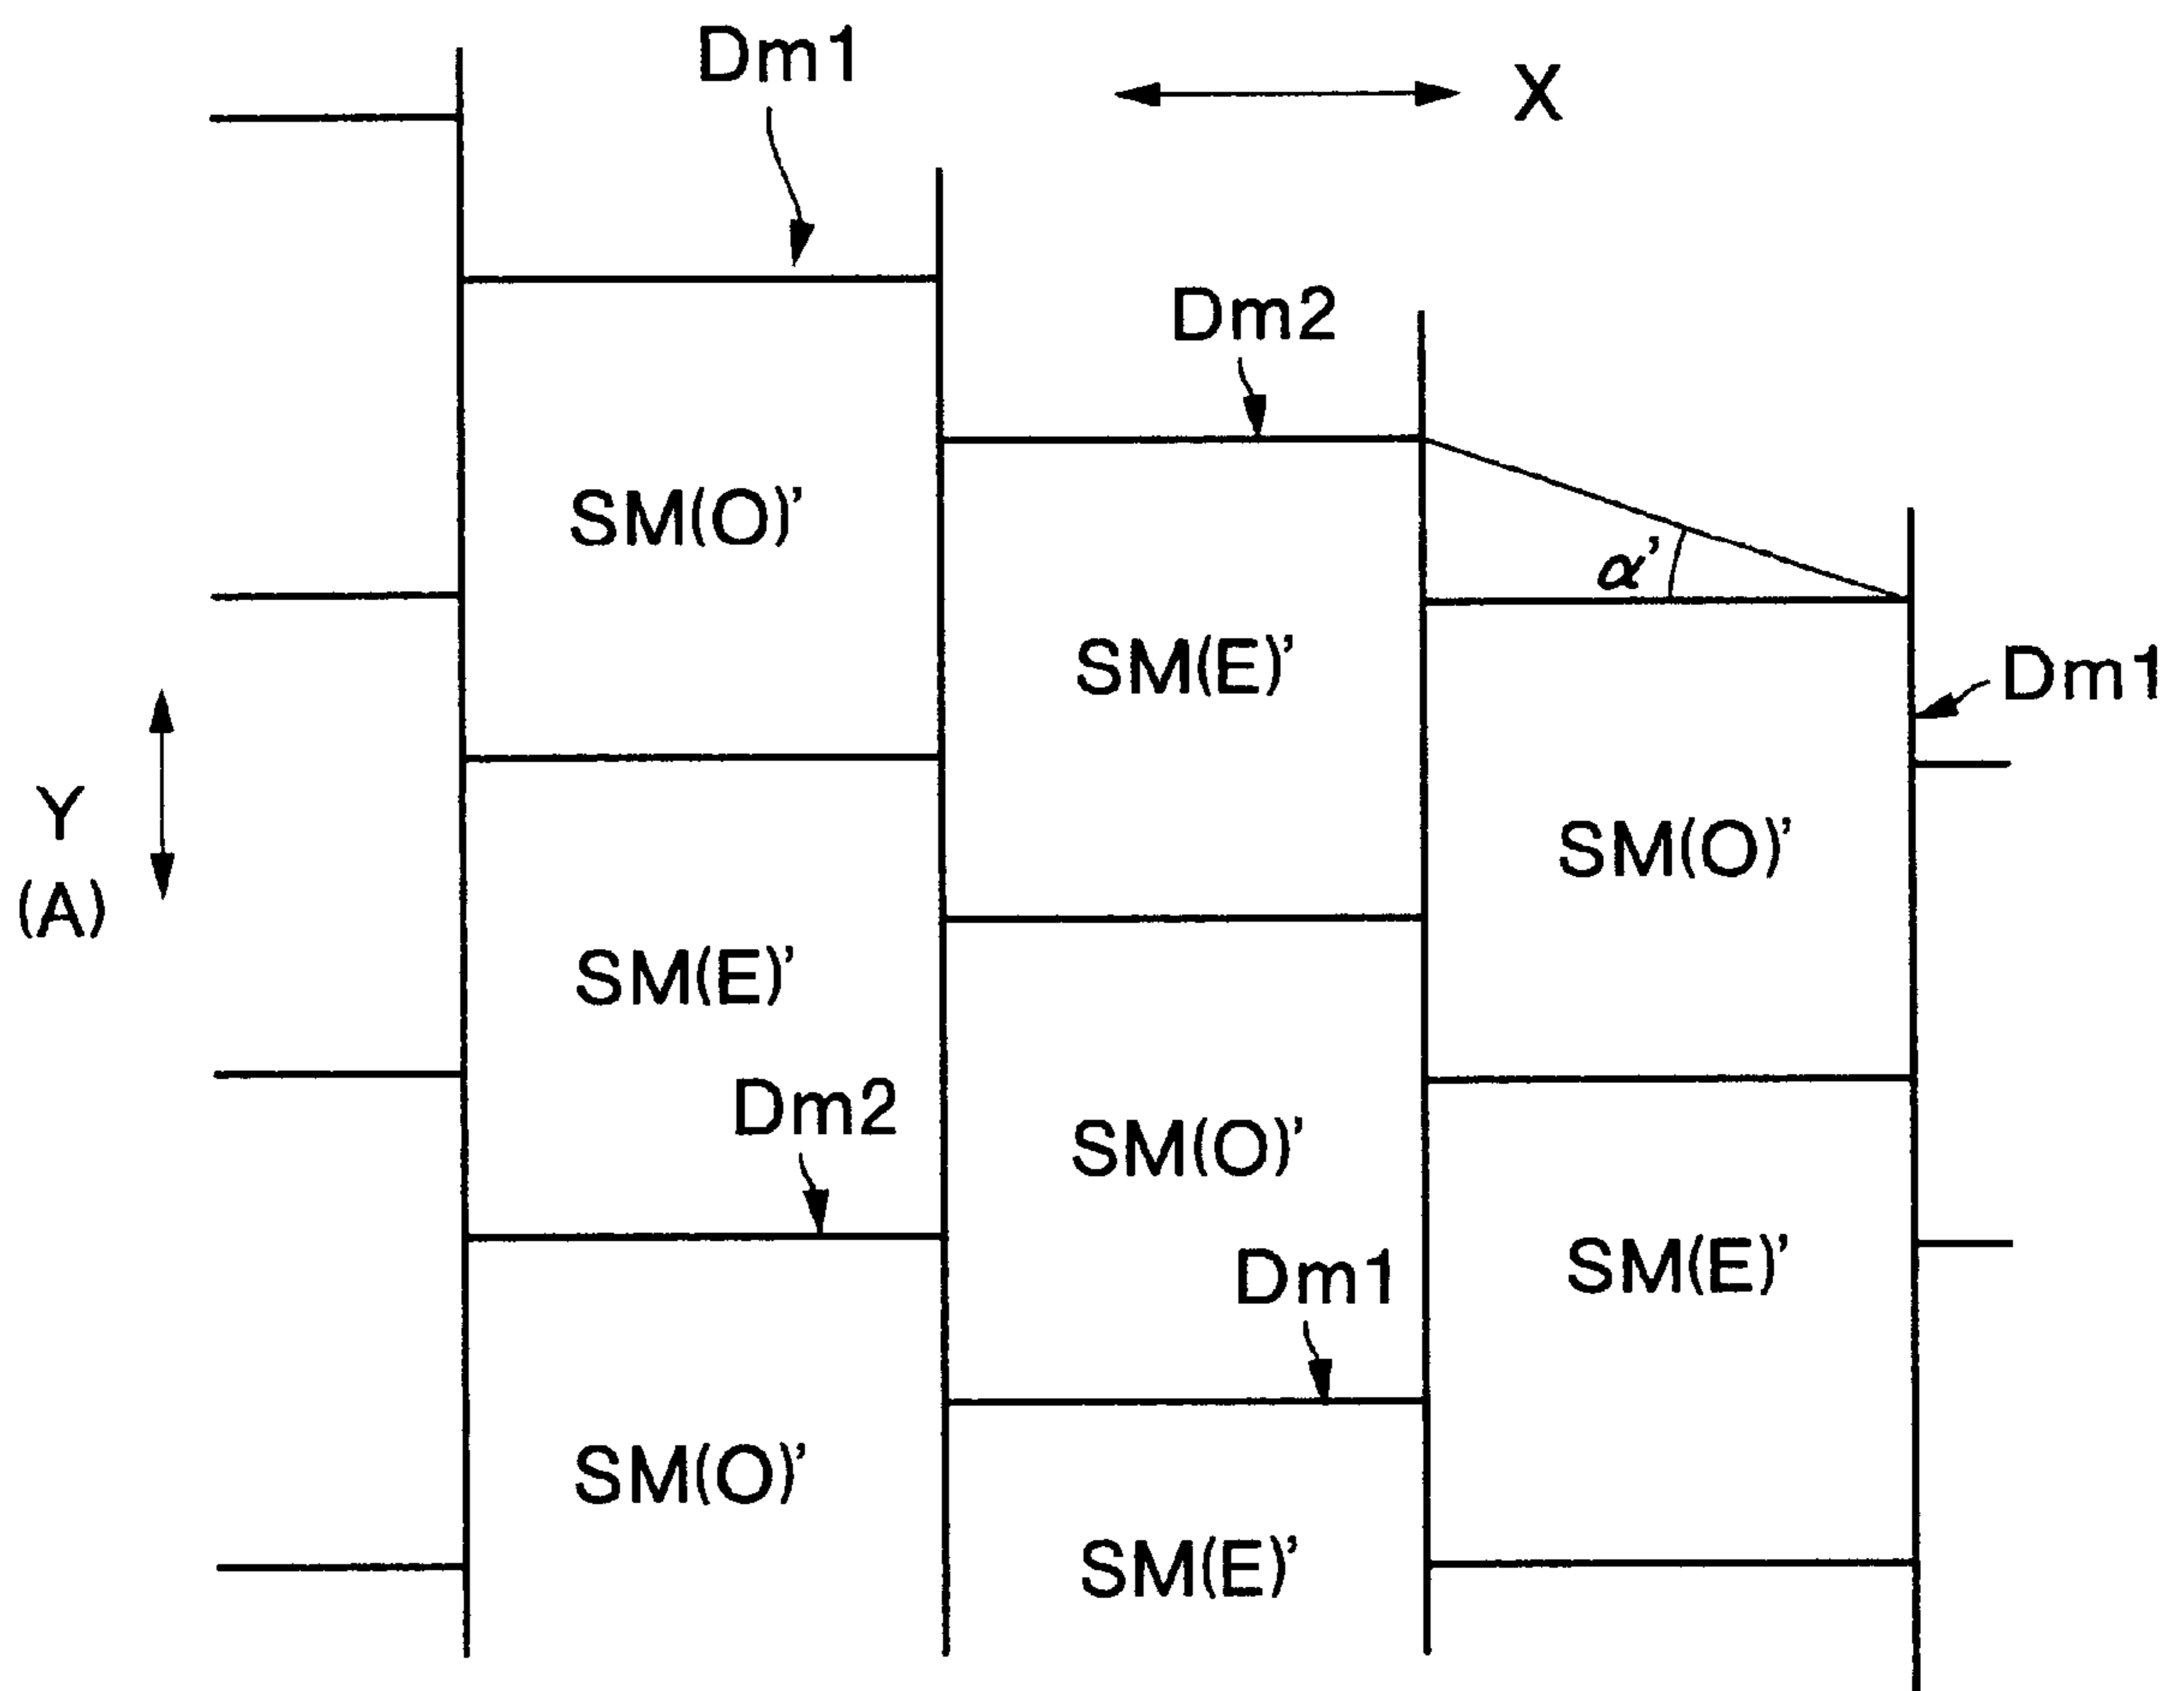 Dm1
X
Dm2
SM(O)'
α'
SM(E)'
Dm1
Y
(A)
SM(O)'
SM(E)'
Dm2
SM(O)'
Dm1
SM(E)'
SM(O)'
SM(E)'